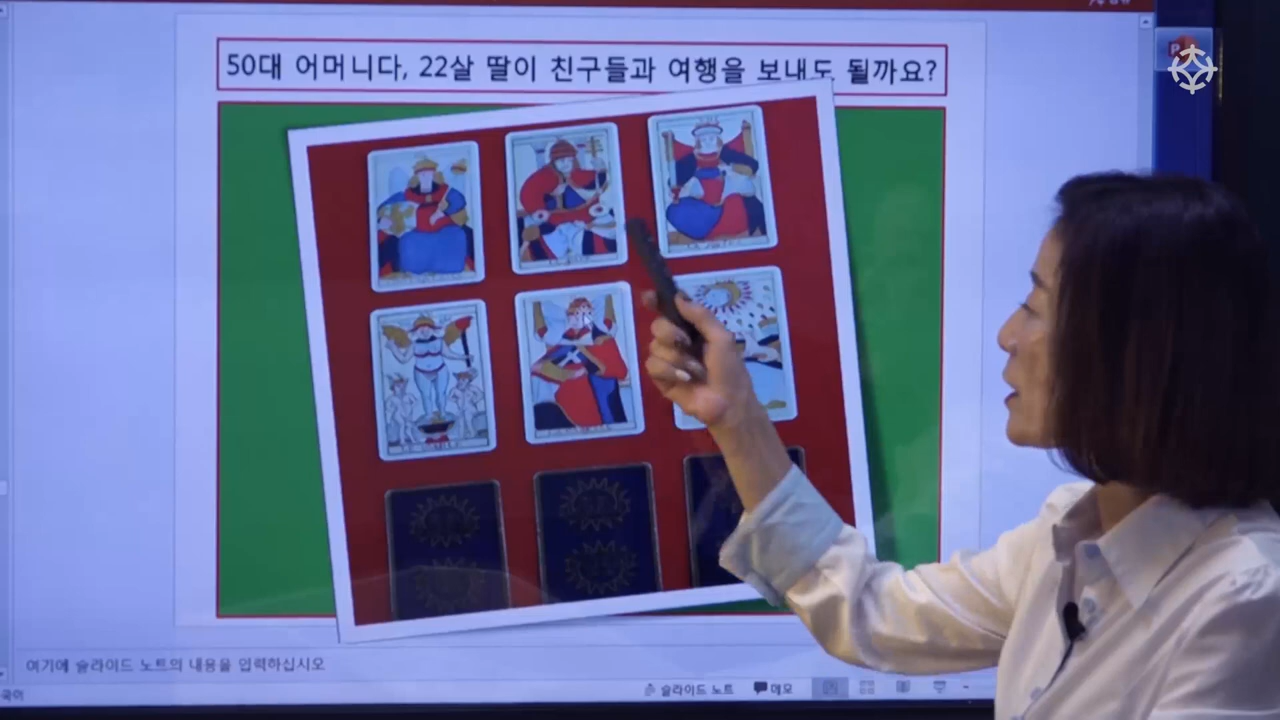 50대 어머니다, 22살 딸이 친구들과 여행을 보내도 될까요?
여기에 슬라이드 노트의 내용을 입력하십시오
슬라이드 노트
메모